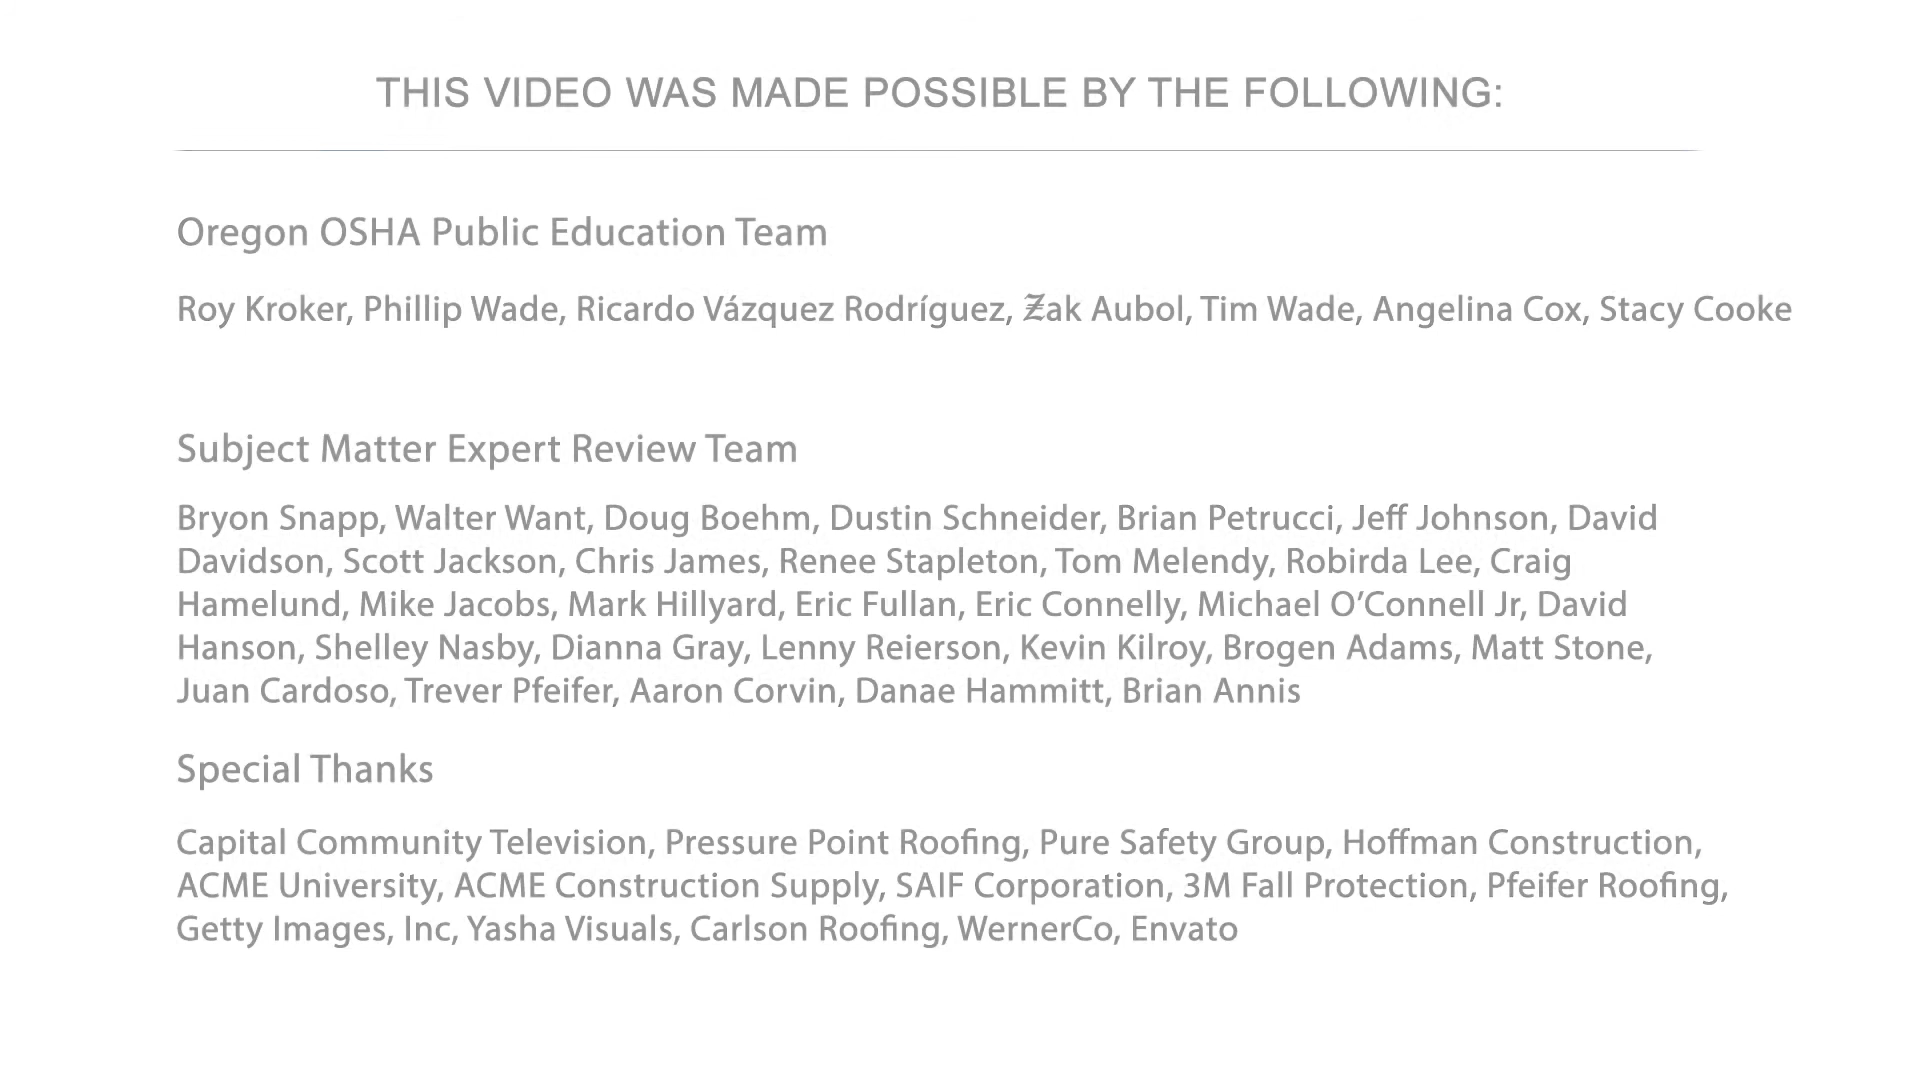 THIS VIDEO WAS MADE POSSIBLE BY THE FOLLOWING:
Oregon OSHA Public Education Team
Roy Kroker, Phillip Wade, Ricardo Vázquez Rodríguez, Zak Aubol, Tim Wade, Angelina Cox, Stacy Cooke
Subject Matter Expert Review Team
Bryon Snapp, Walter Want, Doug Boehm, Dustin Schneider, Brian Petrucci, Jeff Johnson, David
Davidson, Scott Jackson, Chris James, Renee Stapleton, Tom Melendy, Robirda Lee, Craig
Hamelund, Mike Jacobs, Mark Hillyard, Eric Fullan, Eric Connelly, Michael O’Connell Jr, David
Hanson, Shelley Nasby, Dianna Gray, Lenny Reierson, Kevin Kilroy, Brogen Adams, Matt Stone,
Juan Cardoso, Trever Pfeifer, Aaron Corvin, Danae Hammitt, Brian Annis
Special Thanks
Capital Community Television, Pressure Point Roofing, Pure Safety Group, Hoffman Construction,
ACME University, ACME Construction Supply, SAIF Corporation, 3M Fall Protection, Pfeifer Roofing,
Getty Images, Inc, Yasha Visuals, Carlson Roofing, WernerCo, Envato